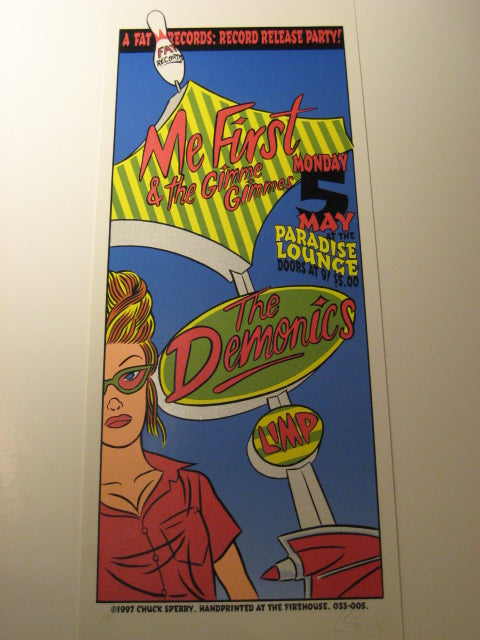 A FAT RECORDS: RECORD RELEASE PARTY!
FAT
RECORDS
Me First
& the Gimme
Gimmes
MONDAY
5
MAY
AT THE
PARADISE
LOUNGE
DOORS AT 9/ $5.00
The
Demonics
LIMP
©1997 CHUCK SPERRY. HANDPRINTED AT THE FIREHOUSE. 053-005.